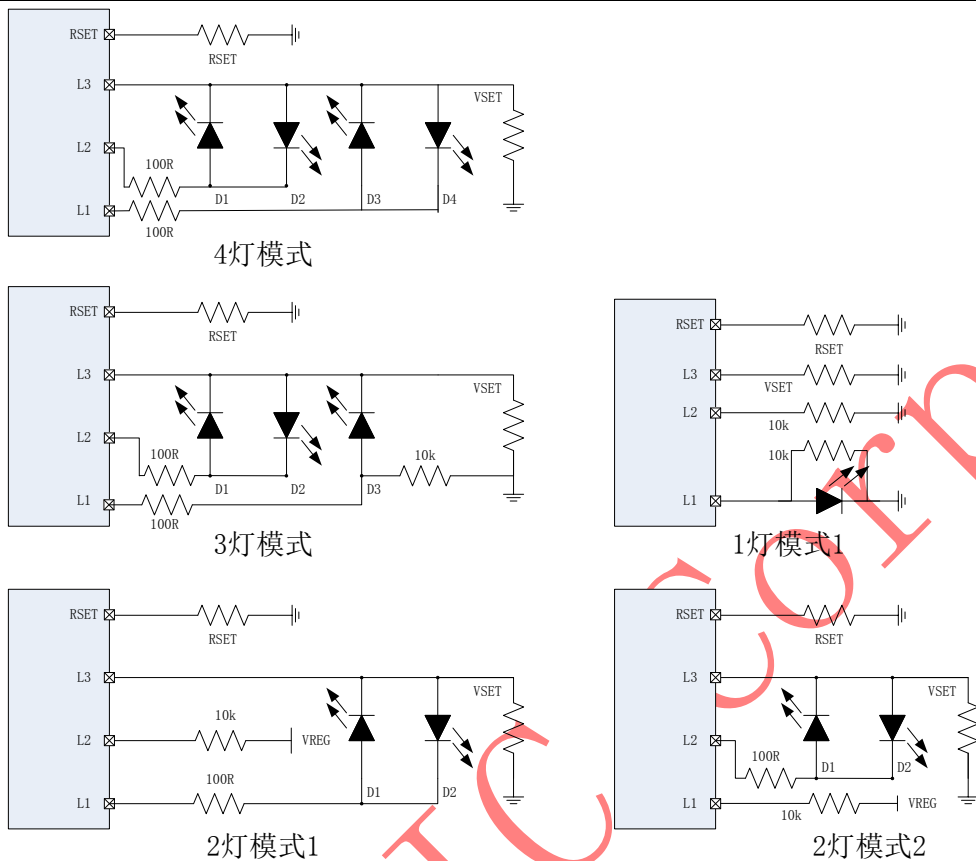 RSET
RSET
L3
VSET
L2
100R
L1
100R
D1
D2
D3
D4
4灯模式
RSET
RSET
L3
VSET
L2
100R
10k
L1
100R
D1
D2
D3
3灯模式
RSET
RSET
L3
VSET
L2
10k
10k
L1
1灯模式1
RSET
RSET
L3
VSET
L2
10k
VREG
L1
100R
D1
D2
2灯模式1
RSET
RSET
L3
VSET
L2
100R
D1
D2
L1
10k
VREG
2灯模式2